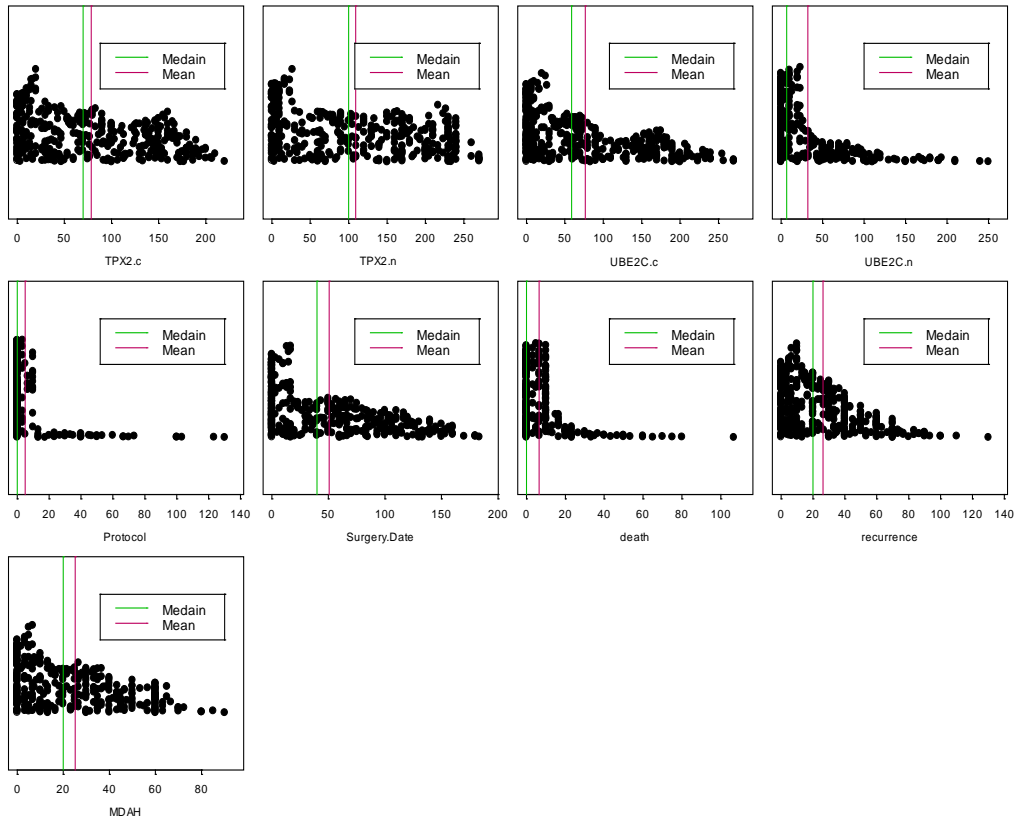 Medain
Mean
0 50 100 150 200
TPX2.c
Medain
Mean
0 50 100 150 200 250
TPX2.n
Medain
Mean
0 50 100 150 200 250
UBE2C.c
Medain
Mean
0 50 100 150 200 250
UBE2C.n
Medain
Mean
0 20 40 60 80 100 120 140
Protocol
Medain
Mean
0 50 100 150 200
Surgery.Date
Medain
Mean
0 20 40 60 80 100
death
Medain
Mean
0 20 40 60 80 100 120 140
recurrence
Medain
Mean
0 20 40 60 80
MDAH